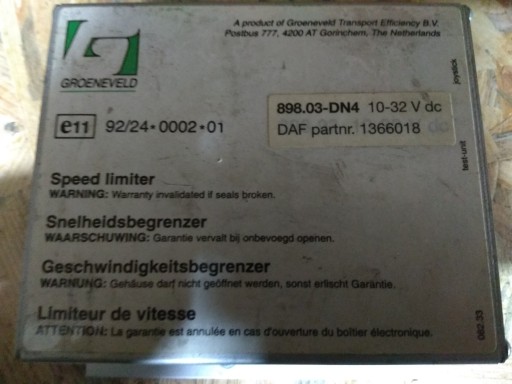 A product of Groeneveld Transport Efficiency B.V.
Postbus 777, 4200 AT Gorinchem, The Netherlands
GROENEVELD
joystick
898.03-DN4 10-32 V dc
DAF partnr. 1366018
e11 92/24•0002•01
test-unit
Speed limiter
WARNING: Warranty invalidated if seals broken.
Snelheidsbegrenzer
WAARSCHUWING: Garantie vervalt bij onbevoegd openen.
Geschwindigkeitsbegrenzer
WARNUNG: Gehäuse darf nicht geöffnet werden, sonst erlischt Garantie.
Limiteur de vitesse
ATTENTION: La garantie est annulée en cas d'ouverture du boîtier électronique.